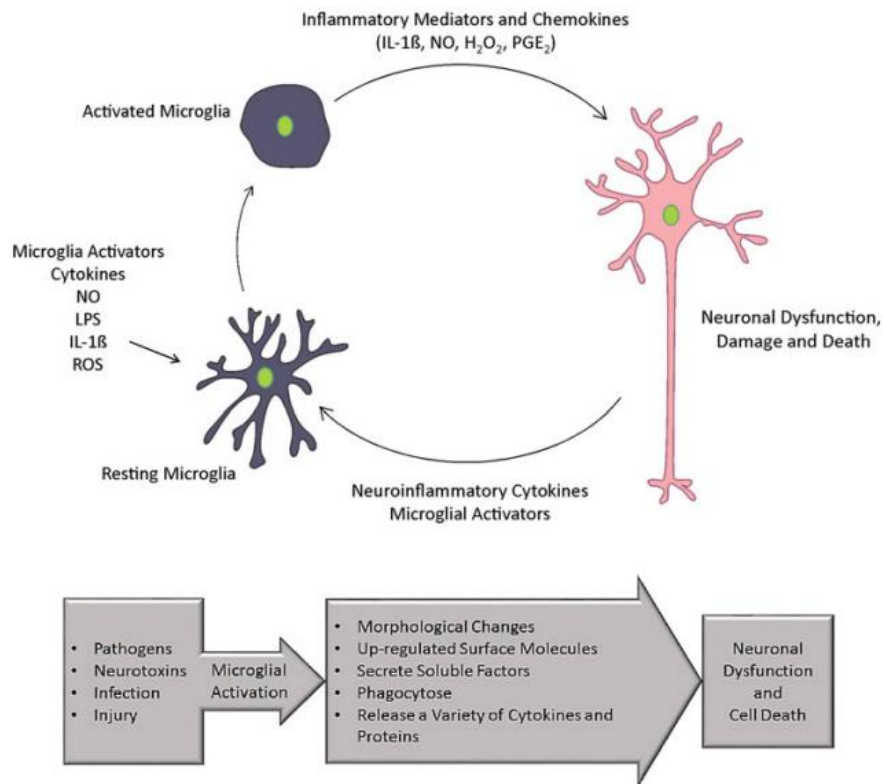 Inflammatory Mediators and Chemokines
(IL-1ß, NO, H₂O₂, PGE₂)
Activated Microglia
Microglia Activators
Cytokines
NO
LPS
IL-1ß
ROS
Neuronal Dysfunction,
Damage and Death
Resting Microglia
Neuroinflammatory Cytokines
Microglial Activators
• Pathogens
• Neurotoxins
• Infection
• Injury
Microglial
Activation
• Morphological Changes
• Up-regulated Surface Molecules
• Secrete Soluble Factors
• Phagocytose
• Release a Variety of Cytokines and
Proteins
Neuronal
Dysfunction
and
Cell Death